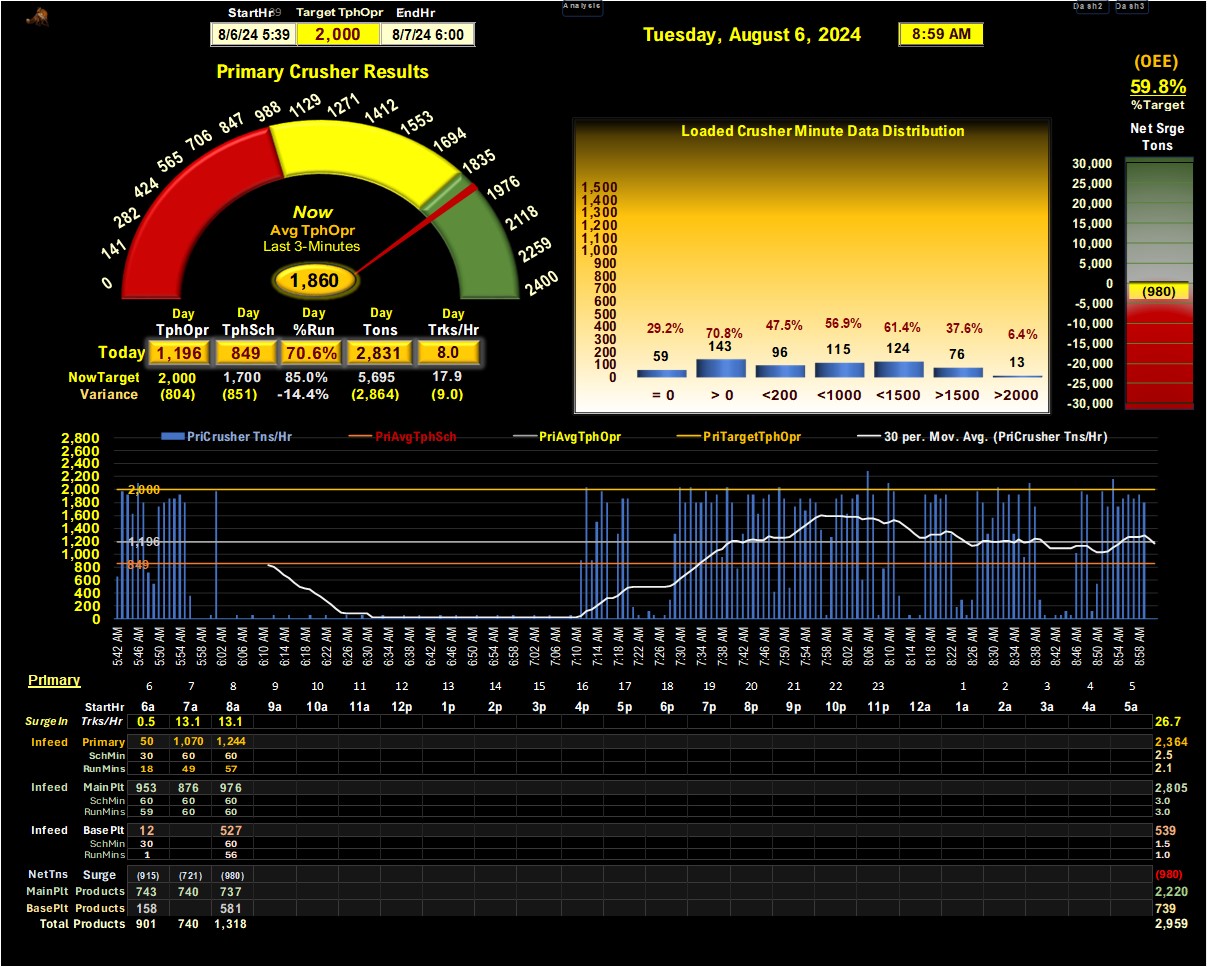 Analysis
Dash2 Dash3
StartHr Target TphOpr EndHr
8/6/24 5:39 2,000 8/7/24 6:00
Tuesday, August 6, 2024 8:59 AM
(OEE)
59.8%
%Target
Net Srge
Tons
Primary Crusher Results
0 141 282 424 565 706 847 988 1129 1271 1412 1553 1694 1835 1976 2118 2259 2400
Now
Avg TphOpr
Last 3-Minutes
1,860
Day Day Day Day Day
TphOpr TphSch %Run Tons Trks/Hr
Today 1,196 849 70.6% 2,831 8.0
NowTarget 2,000 1,700 85.0% 5,695 17.9
Variance (804) (851) -14.4% (2,864) (9.0)
Loaded Crusher Minute Data Distribution
1,500
1,400
1,300
1,200
1,100
1,000
900
800
700
600
500
400
300
200
100
0
29.2% 70.8% 47.5% 56.9% 61.4% 37.6% 6.4%
59 143 96 115 124 76 13
= 0 > 0 <200 <1000 <1500 >1500 >2000
30,000
25,000
20,000
15,000
10,000
5,000
0
-5,000
-10,000
-15,000
-20,000
-25,000
-30,000
(980)
PriCrusher Tns/Hr PriAvgTphSch PriAvgTphOpr PriTargetTphOpr 30 per. Mov. Avg. (PriCrusher Tns/Hr)
2,800
2,600
2,400
2,200
2,000
1,800
1,600
1,400
1,200
1,000
800
600
400
200
0
2,000
1,196
849
5:42 AM 5:46 AM 5:50 AM 5:54 AM 5:58 AM 6:02 AM 6:06 AM 6:10 AM 6:14 AM 6:18 AM 6:22 AM 6:26 AM 6:30 AM 6:34 AM 6:38 AM 6:42 AM 6:46 AM 6:50 AM 6:54 AM 6:58 AM 7:02 AM 7:06 AM 7:10 AM 7:14 AM 7:18 AM 7:22 AM 7:26 AM 7:30 AM 7:34 AM 7:38 AM 7:42 AM 7:46 AM 7:50 AM 7:54 AM 7:58 AM 8:02 AM 8:06 AM 8:10 AM 8:14 AM 8:18 AM 8:22 AM 8:26 AM 8:30 AM 8:34 AM 8:38 AM 8:42 AM 8:46 AM 8:50 AM 8:54 AM 8:58 AM
Primary
6 7 8 9 10 11 12 13 14 15 16 17 18 19 20 21 22 23 1 2 3 4 5
StartHr 6a 7a 8a 9a 10a 11a 12p 1p 2p 3p 4p 5p 6p 7p 8p 9p 10p 11p 12a 1a 2a 3a 4a 5a
SurgeIn Trks/Hr 0.5 13.1 13.1 26.7
Infeed Primary 50 1,070 1,244 2,364
SchMin 30 60 60 2.5
RunMins 18 49 57 2.1
Infeed MainPlt 953 876 976 2,805
SchMin 60 60 60 3.0
RunMins 59 60 60 3.0
Infeed BasePlt 12 527 539
SchMin 30 60 1.5
RunMins 1 56 1.0
NetTns Surge (915) (721) (980) (980)
MainPlt Products 743 740 737 2,220
BasePlt Products 158 581 739
Total Products 901 740 1,318 2,959